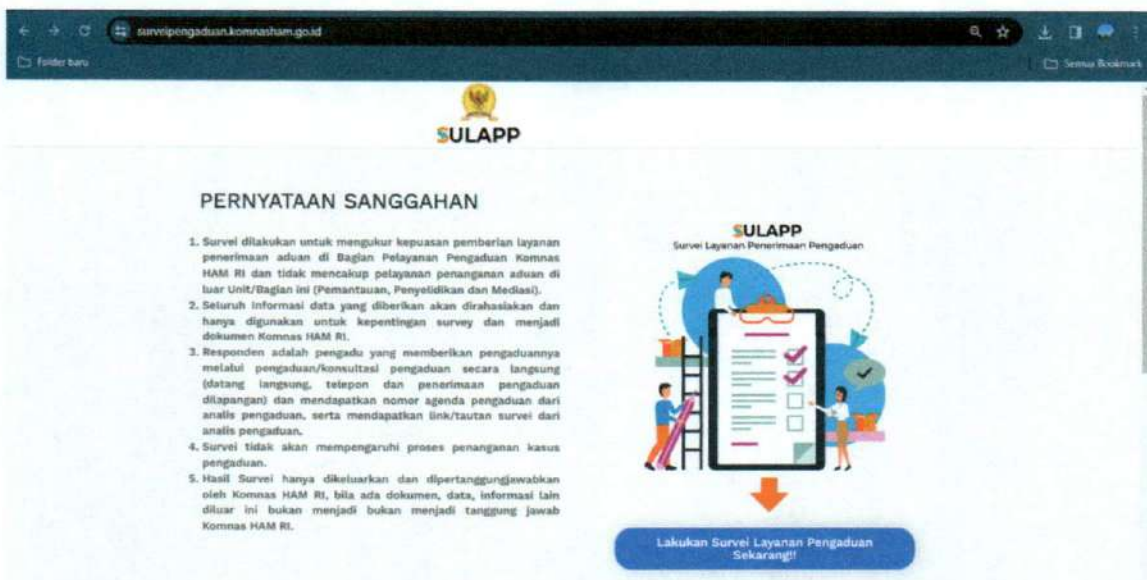 surveipengaduan.komnasham.go.id
Folder baru
Semua Bookmark
SULAPP
PERNYATAAN SANGGAHAN
1. Survei dilakukan untuk mengukur kepuasan pemberian layanan
penerimaan aduan di Bagian Pelayanan Pengaduan Komnas
HAM RI dan tidak mencakup pelayanan penanganan aduan di
luar Unit/Bagian ini (Pemantauan, Penyelidikan dan Mediasi).
2. Seluruh Informasi data yang diberikan akan dirahasiakan dan
hanya digunakan untuk kepentingan survey dan menjadi
dokumen Komnas HAM RI.
3. Responden adalah pengadu yang memberikan pengaduannya
melalui pengaduan/konsultasi pengaduan secara langsung
(datang langsung, telepon dan penerimaan pengaduan
dilapangan) dan mendapatkan nomor agenda pengaduan dari
analis pengaduan, serta mendapatkan link/tautan survei dari
analis pengaduan.
4. Survei tidak akan mempengaruhi proses penanganan kasus
pengaduan.
5. Hasil Survei hanya dikeluarkan dan dipertanggungjawabkan
oleh Komnas HAM RI, bila ada dokumen, data, informasi lain
diluar ini bukan menjadi bukan menjadi tanggung jawab
Komnas HAM RI.
SULAPP
Survei Layanan Penerimaan Pengaduan
Lakukan Survei Layanan Pengaduan
Sekarang!!